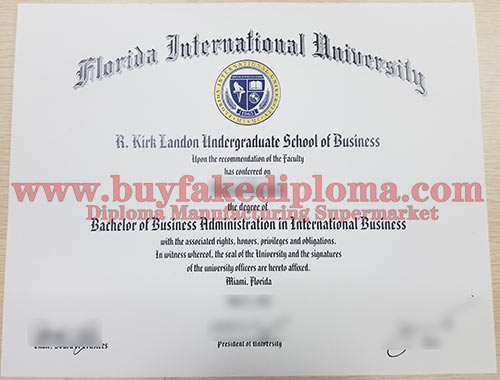 Florida International University
R. Kirk Landon Undergraduate School of Business
Upon the recommendation of the Faculty
has conferred on
www.buyfakediploma.com
the degree of
Diploma Manufacturing Supermarket
Bachelor of Business Administration in International Business
with the associated rights, honors, privileges and obligations.
In witness whereof, the seal of the University and the signatures
of the university officers are hereto affixed.
Miami, Florida
President of University